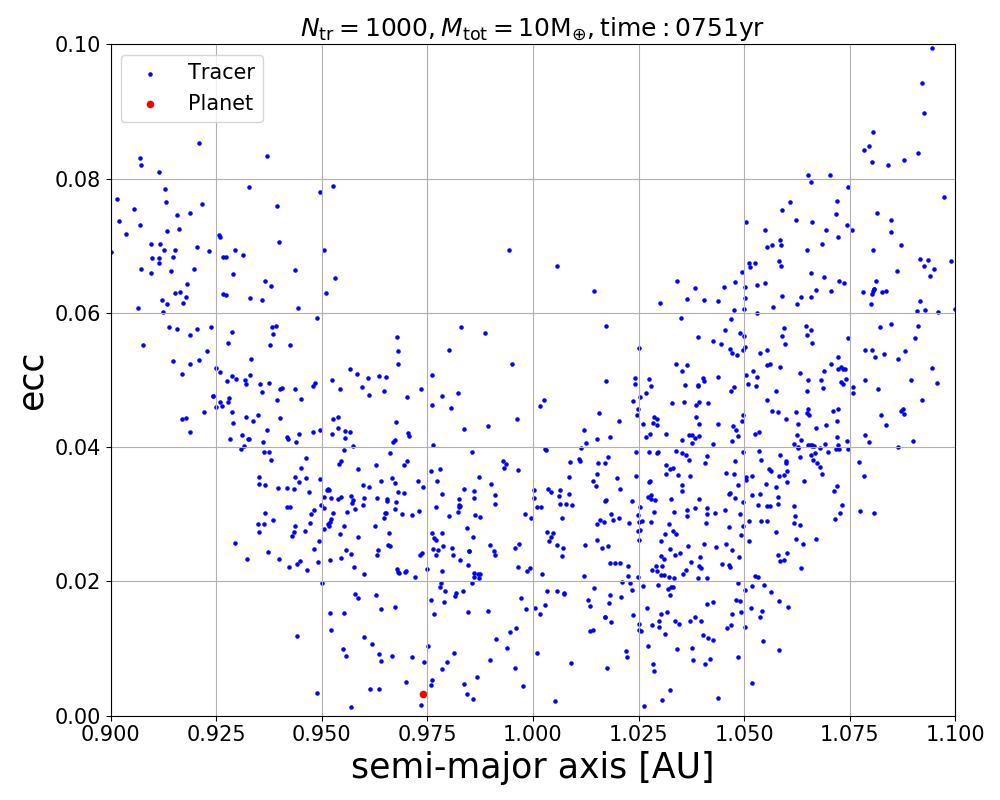 N_tr = 1000, M_tot = 10M_⊕, time : 0751yr
Tracer
Planet
ecc
0.10
0.08
0.06
0.04
0.02
0.00
0.900 0.925 0.950 0.975 1.000 1.025 1.050 1.075 1.100
semi-major axis [AU]